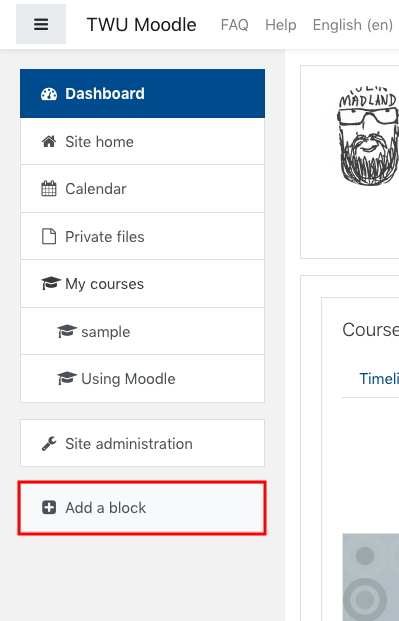 TWU Moodle FAQ Help English (en)
Dashboard
Site home
Calendar
Private files
My courses
sample
Using Moodle
Site administration
Add a block
MADLAND
Course
Timeli